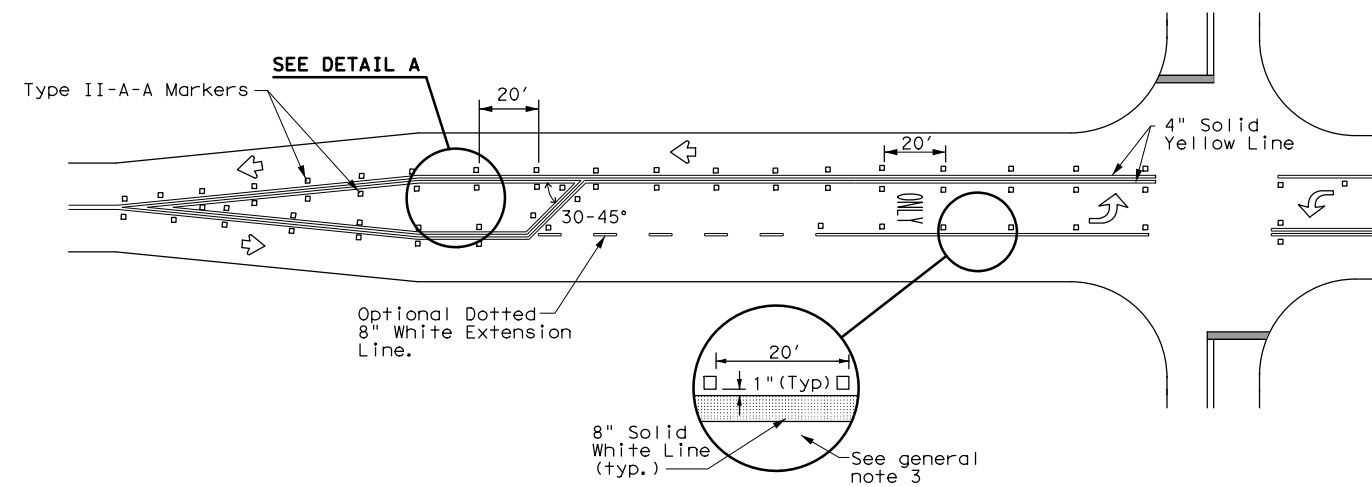 SEE DETAIL A
Type II-A-A Markers
20'
20'
4" Solid
Yellow Line
ONLY
30-45°
Optional Dotted
8" White Extension
Line.
20'
1"(Typ)
8" Solid
White Line
(typ.)
See general
note 3